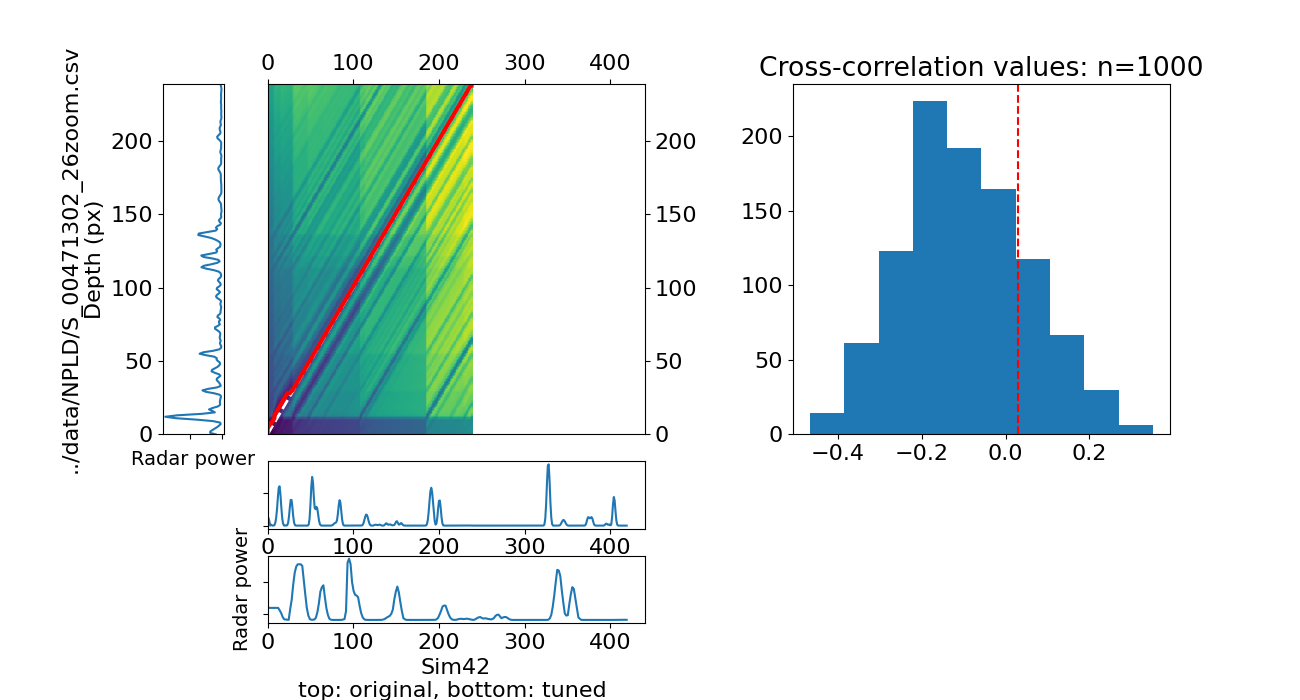 0 100 200 300 400
Cross-correlation values: n=1000
../data/NPLD/S_00471302_26zoom.csv
Depth (px)
200
150
100
50
0
200
150
100
50
0
200
150
100
50
0
−0.4 −0.2 0.0 0.2
Radar power
0 100 200 300 400
Radar power
0 100 200 300 400
Sim42
top: original, bottom: tuned